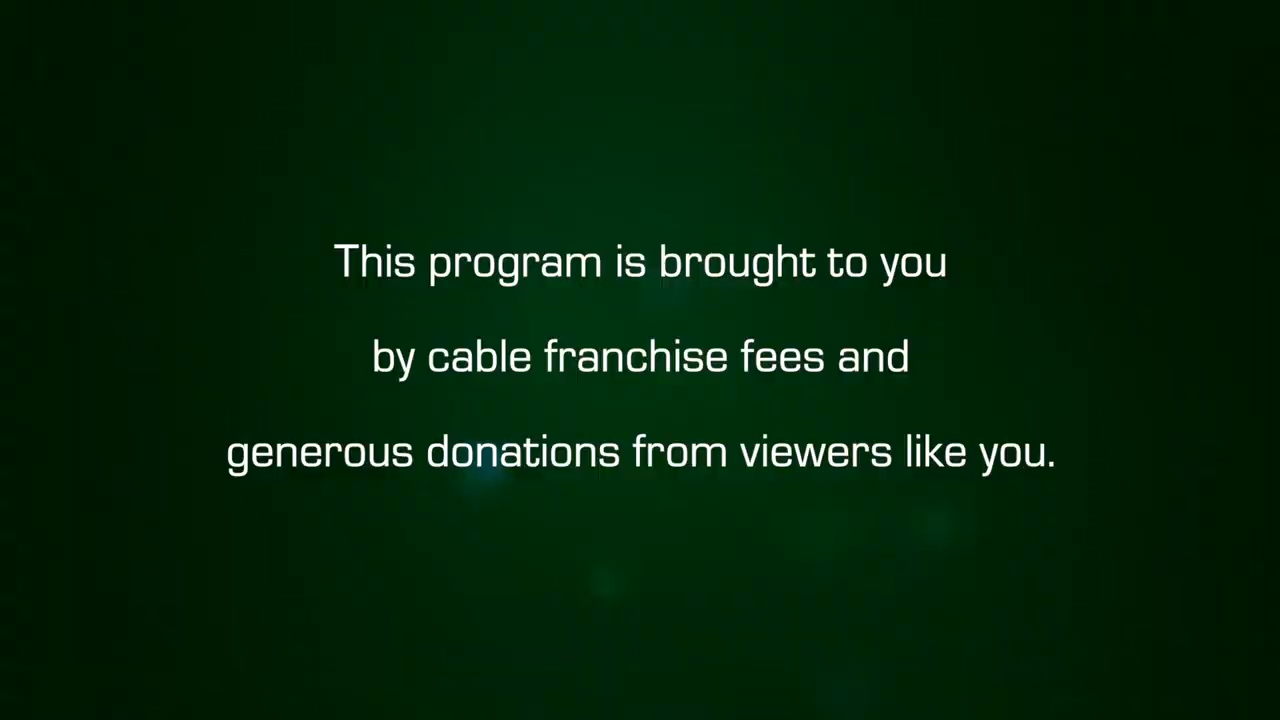 This program is brought to you
by cable franchise fees and
generous donations from viewers like you.